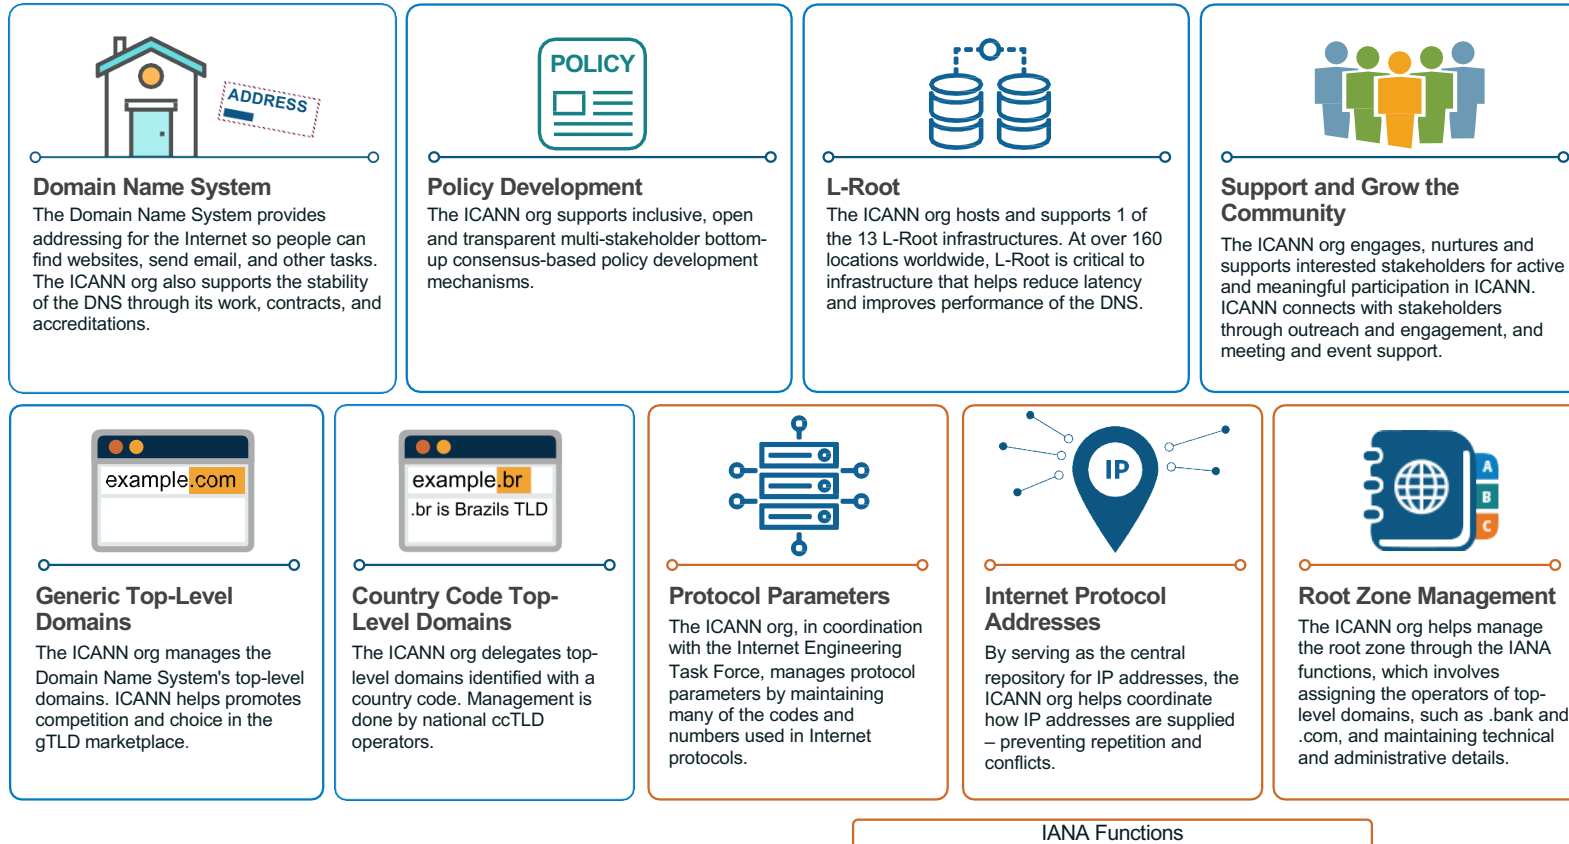 ADDRESS
Domain Name System
The Domain Name System provides
addressing for the Internet so people can
find websites, send email, and other tasks.
The ICANN org also supports the stability
of the DNS through its work, contracts, and
accreditations.
POLICY
Policy Development
The ICANN org supports inclusive, open
and transparent multi-stakeholder bottom-
up consensus-based policy development
mechanisms.
L-Root
The ICANN org hosts and supports 1 of
the 13 L-Root infrastructures. At over 160
locations worldwide, L-Root is critical to
infrastructure that helps reduce latency
and improves performance of the DNS.
Support and Grow the
Community
The ICANN org engages, nurtures and
supports interested stakeholders for active
and meaningful participation in ICANN.
ICANN connects with stakeholders
through outreach and engagement, and
meeting and event support.
example.com
Generic Top-Level
Domains
The ICANN org manages the
Domain Name System's top-level
domains. ICANN helps promotes
competition and choice in the
gTLD marketplace.
example.br
.br is Brazils TLD
Country Code Top-
Level Domains
The ICANN org delegates top-
level domains identified with a
country code. Management is
done by national ccTLD
operators.
Protocol Parameters
The ICANN org, in coordination
with the Internet Engineering
Task Force, manages protocol
parameters by maintaining
many of the codes and
numbers used in Internet
protocols.
IP
Internet Protocol
Addresses
By serving as the central
repository for IP addresses, the
ICANN org helps coordinate
how IP addresses are supplied
– preventing repetition and
conflicts.
A
B
C
Root Zone Management
The ICANN org helps manage
the root zone through the IANA
functions, which involves
assigning the operators of top-
level domains, such as .bank and
.com, and maintaining technical
and administrative details.
IANA Functions